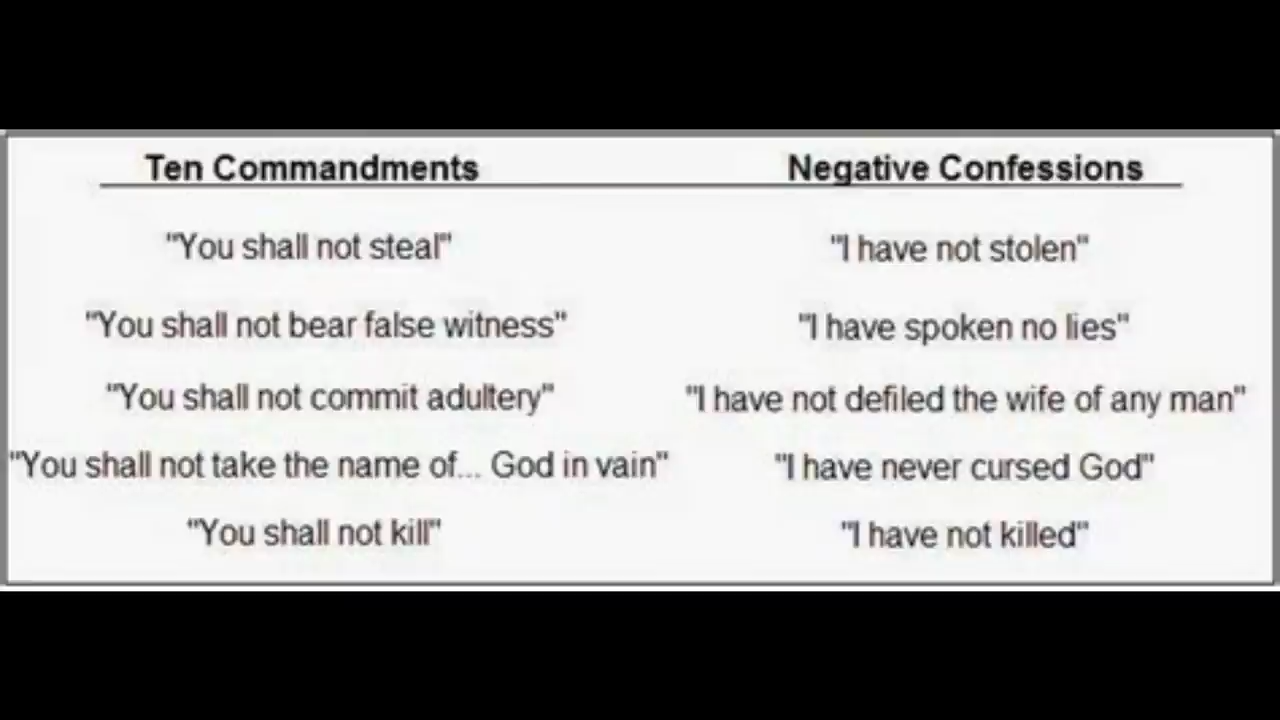 Ten Commandments Negative Confessions
"You shall not steal" "I have not stolen"
"You shall not bear false witness" "I have spoken no lies"
"You shall not commit adultery" "I have not defiled the wife of any man"
"You shall not take the name of... God in vain" "I have never cursed God"
"You shall not kill" "I have not killed"